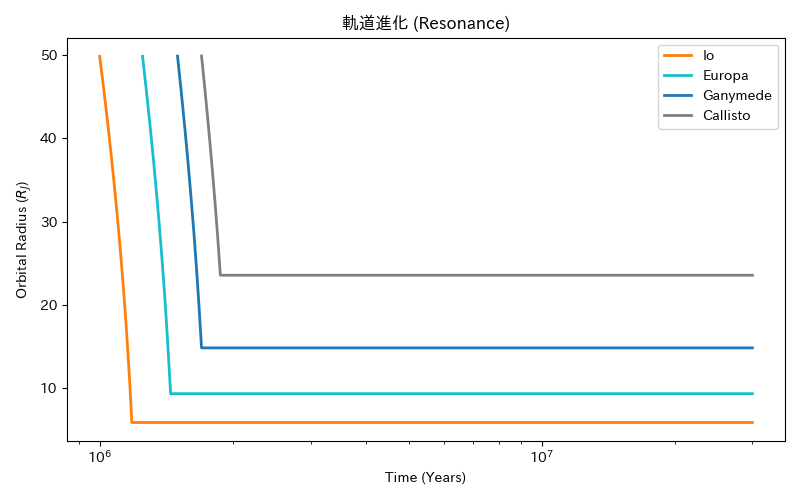 軌道進化 (Resonance)
Io
Europa
Ganymede
Callisto
Orbital Radius (R_J)
50
40
30
20
10
10^6
10^7
Time (Years)